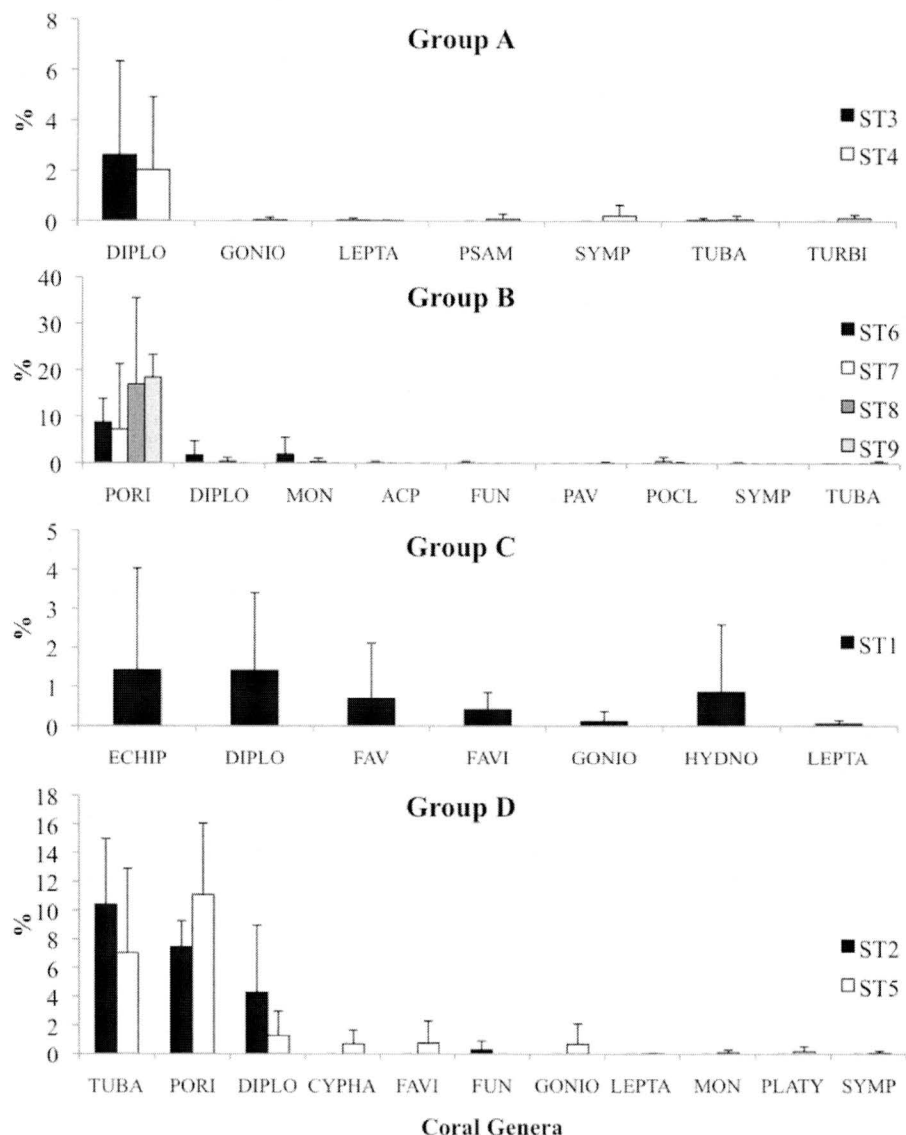 Group A
8
6
4
2
0
%
ST3
ST4
DIPLO GONIO LEPTA PSAM SYMP TUBA TURBI
Group B
40
30
20
10
0
%
ST6
ST7
ST8
ST9
PORI DIPLO MON ACP FUN PAV POCL SYMP TUBA
Group C
5
4
3
2
1
0
%
ST1
ECHIP DIPLO FAV FAVI GONIO HYDNO LEPTA
Group D
18
16
14
12
10
8
6
4
2
0
%
ST2
ST5
TUBA PORI DIPLO CYPHA FAVI FUN GONIO LEPTA MON PLATY SYMP
Coral Genera